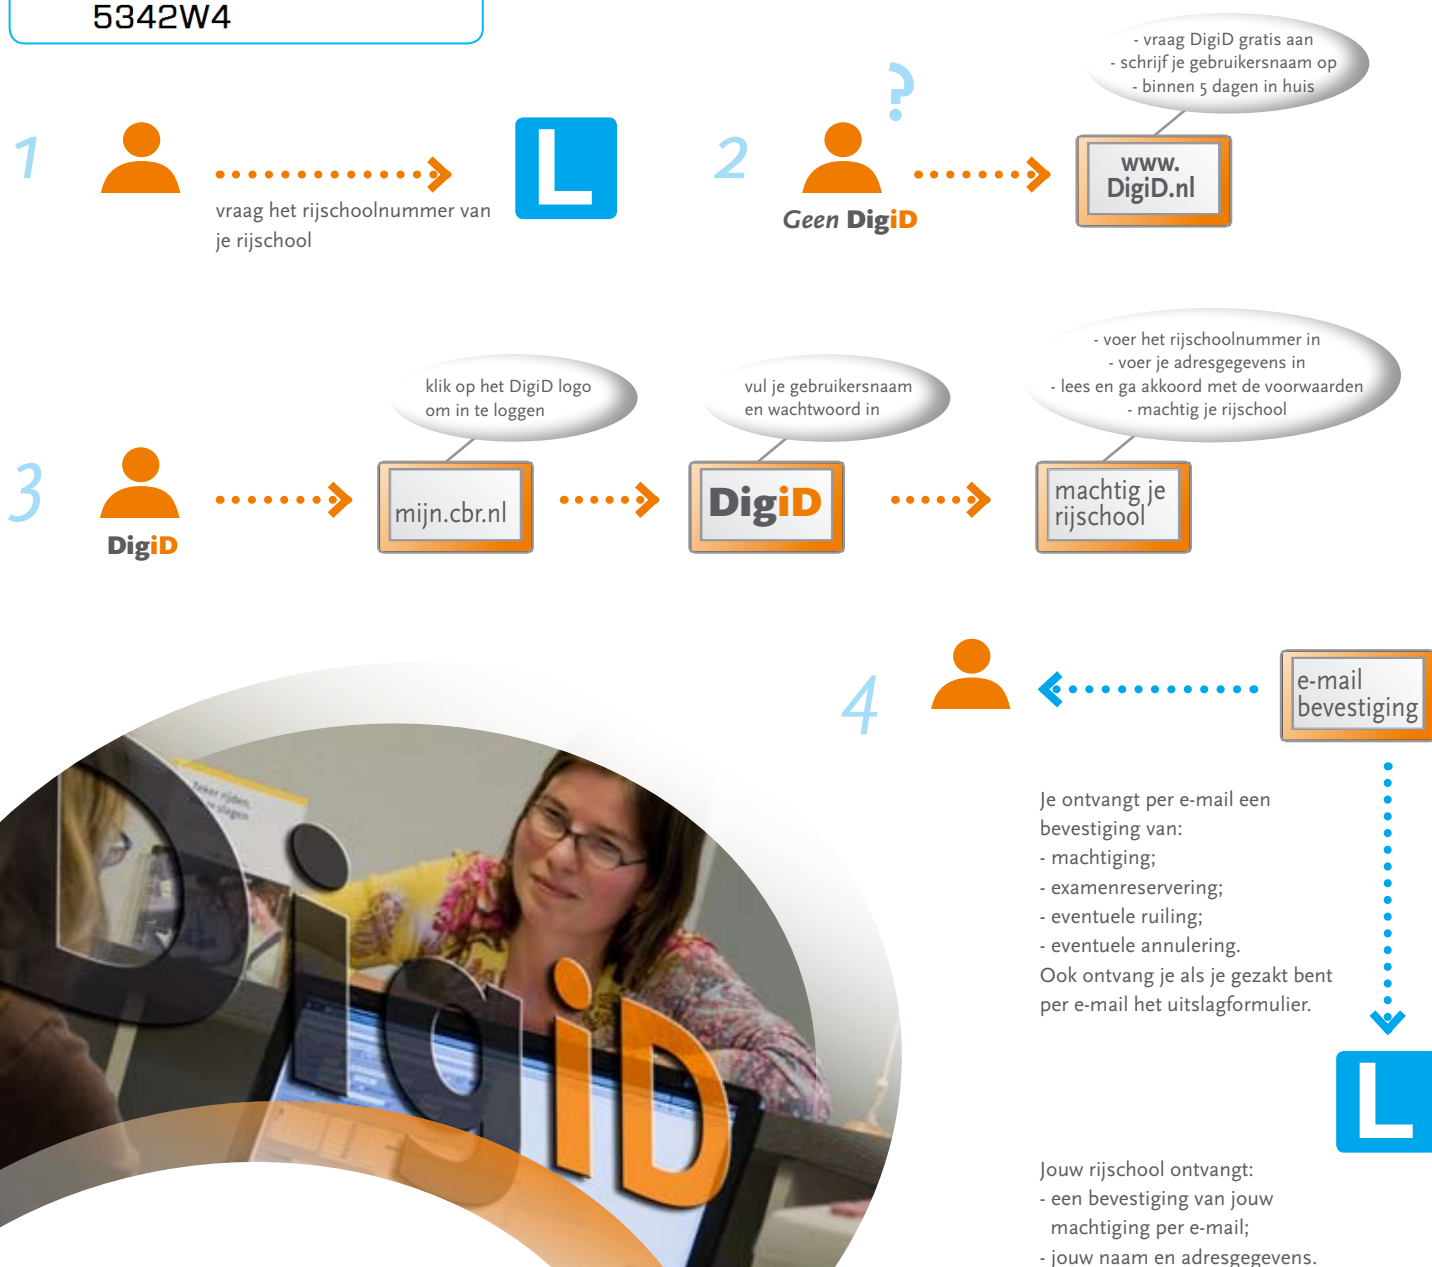 5342W4
1
vraag het rijschoolnummer van
je rijschool
L
2
?
Geen DigiD
- vraag DigiD gratis aan
- schrijf je gebruikersnaam op
- binnen 5 dagen in huis
www.
DigiD.nl
3
DigiD
klik op het DigiD logo
om in te loggen
mijn.cbr.nl
vul je gebruikersnaam
en wachtwoord in
DigiD
- voer het rijschoolnummer in
- voer je adresgegevens in
- lees en ga akkoord met de voorwaarden
- machtig je rijschool
machtig je
rijschool
4
e-mail
bevestiging
Je ontvangt per e-mail een
bevestiging van:
- machtiging;
- examenreservering;
- eventuele ruiling;
- eventuele annulering.
Ook ontvang je als je gezakt bent
per e-mail het uitslagformulier.
L
Jouw rijschool ontvangt:
- een bevestiging van jouw
machtiging per e-mail;
- jouw naam en adresgegevens.
rijden,
slagen
DigiD